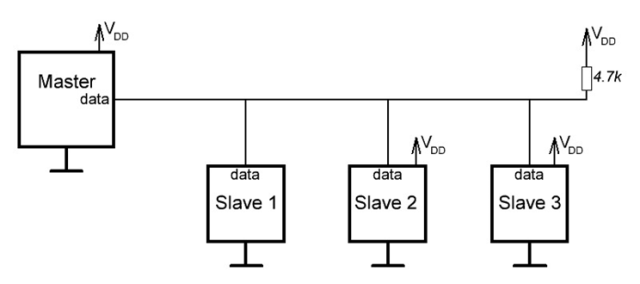 VDD
VDD
Master
data
4.7k
VDD
VDD
data
data
data
Slave 1
Slave 2
Slave 3